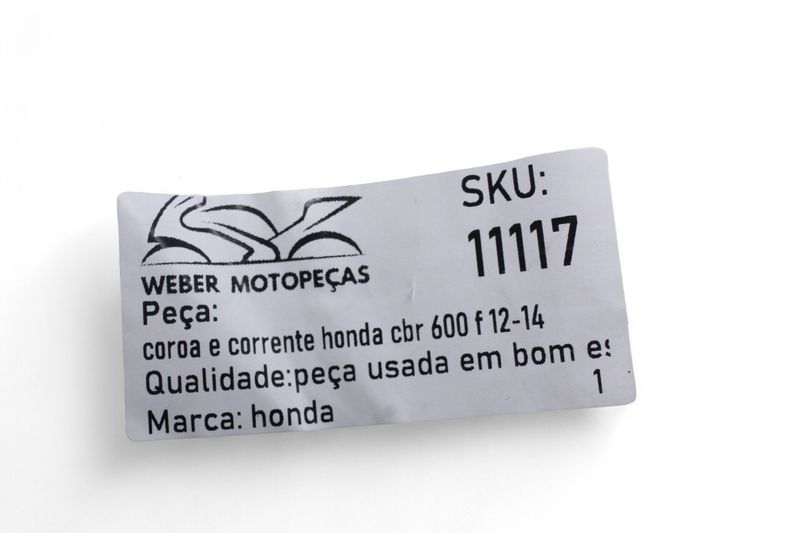 SKU:
11117
WEBER MOTOPEÇAS
Peça:
coroa e corrente honda cbr 600 f 12-14
Qualidade:peça usada em bom
1
Marca: honda